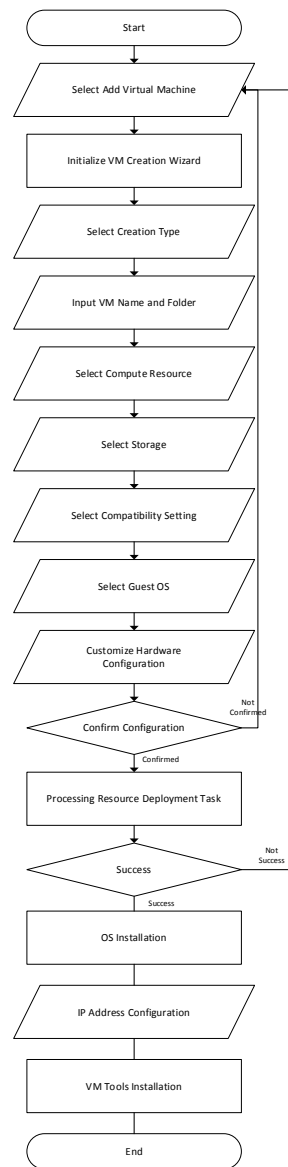 Start
Select Add Virtual Machine
Initialize VM Creation Wizard
Select Creation Type
Input VM Name and Folder
Select Compute Resource
Select Storage
Select Compatibility Setting
Select Guest OS
Customize Hardware
Configuration
Not
Confirmed
Confirm Configuration
Confirmed
Processing Resource Deployment Task
Not
Success
Success
Success
OS Installation
IP Address Configuration
VM Tools Installation
End